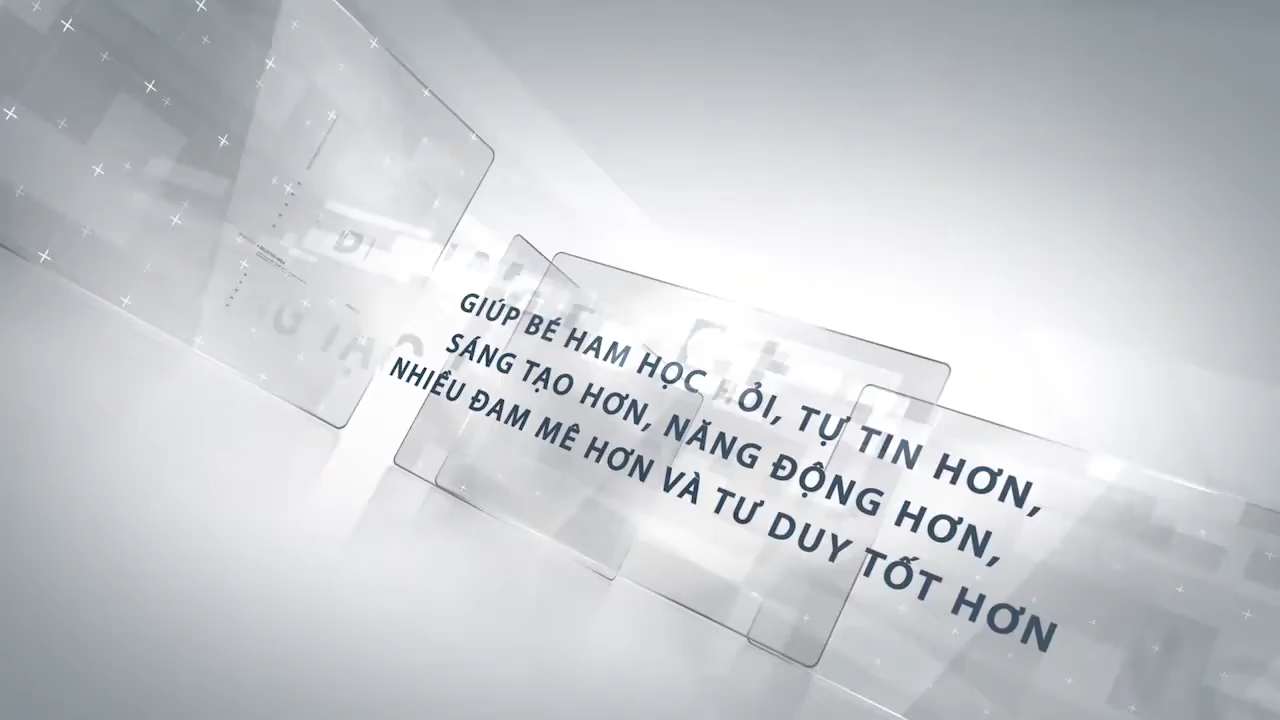 GIÚP BÉ HAM HỌC HỎI, TỰ TIN HƠN,
SÁNG TẠO HƠN, NĂNG ĐỘNG HƠN,
NHIỀU ĐAM MÊ HƠN VÀ TƯ DUY TỐT HƠN